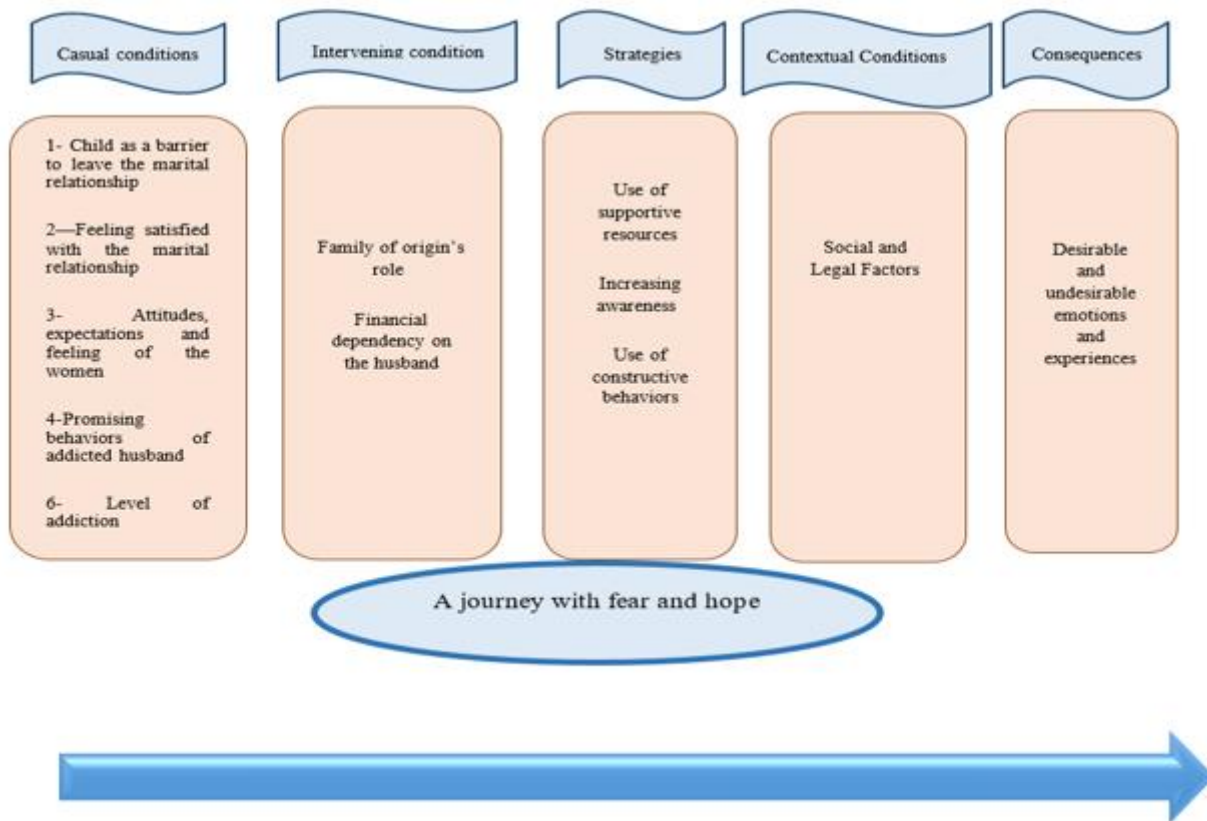 Casual conditions
1- Child as a barrier
to leave the marital
relationship
2—Feeling satisfied
with the marital
relationship
3- Attitudes,
expectations and
feeling of the
women
4-Promising
behaviors of
addicted husband
6- Level of
addiction
Intervening condition
Family of origin's
role
Financial
dependency on
the husband
Strategies
Use of
supportive
resources
Increasing
awareness
Use of
constructive
behaviors
Contextual Conditions
Social and
Legal Factors
Consequences
Desirable
and
undesirable
emotions
and
experiences
A journey with fear and hope